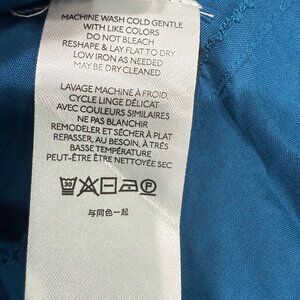 MACHINE WASH COLD GENTLE
WITH LIKE COLORS
DO NOT BLEACH
RESHAPE & LAY FLAT TO DRY
LOW IRON AS NEEDED
MAY BE DRY CLEANED
LAVAGE MACHINE À FROID,
CYCLE LINGE DÉLICAT
AVEC COULEURS SIMILAIRES
NE PAS BLANCHIR
REMODELER ET SÉCHER À PLAT
REPASSER, AU BESOIN, À TRÈS
BASSE TEMPÉRATURE
PEUT-ÊTRE ÊTRE NETTOYÉE SEC
30 P
与同色一起